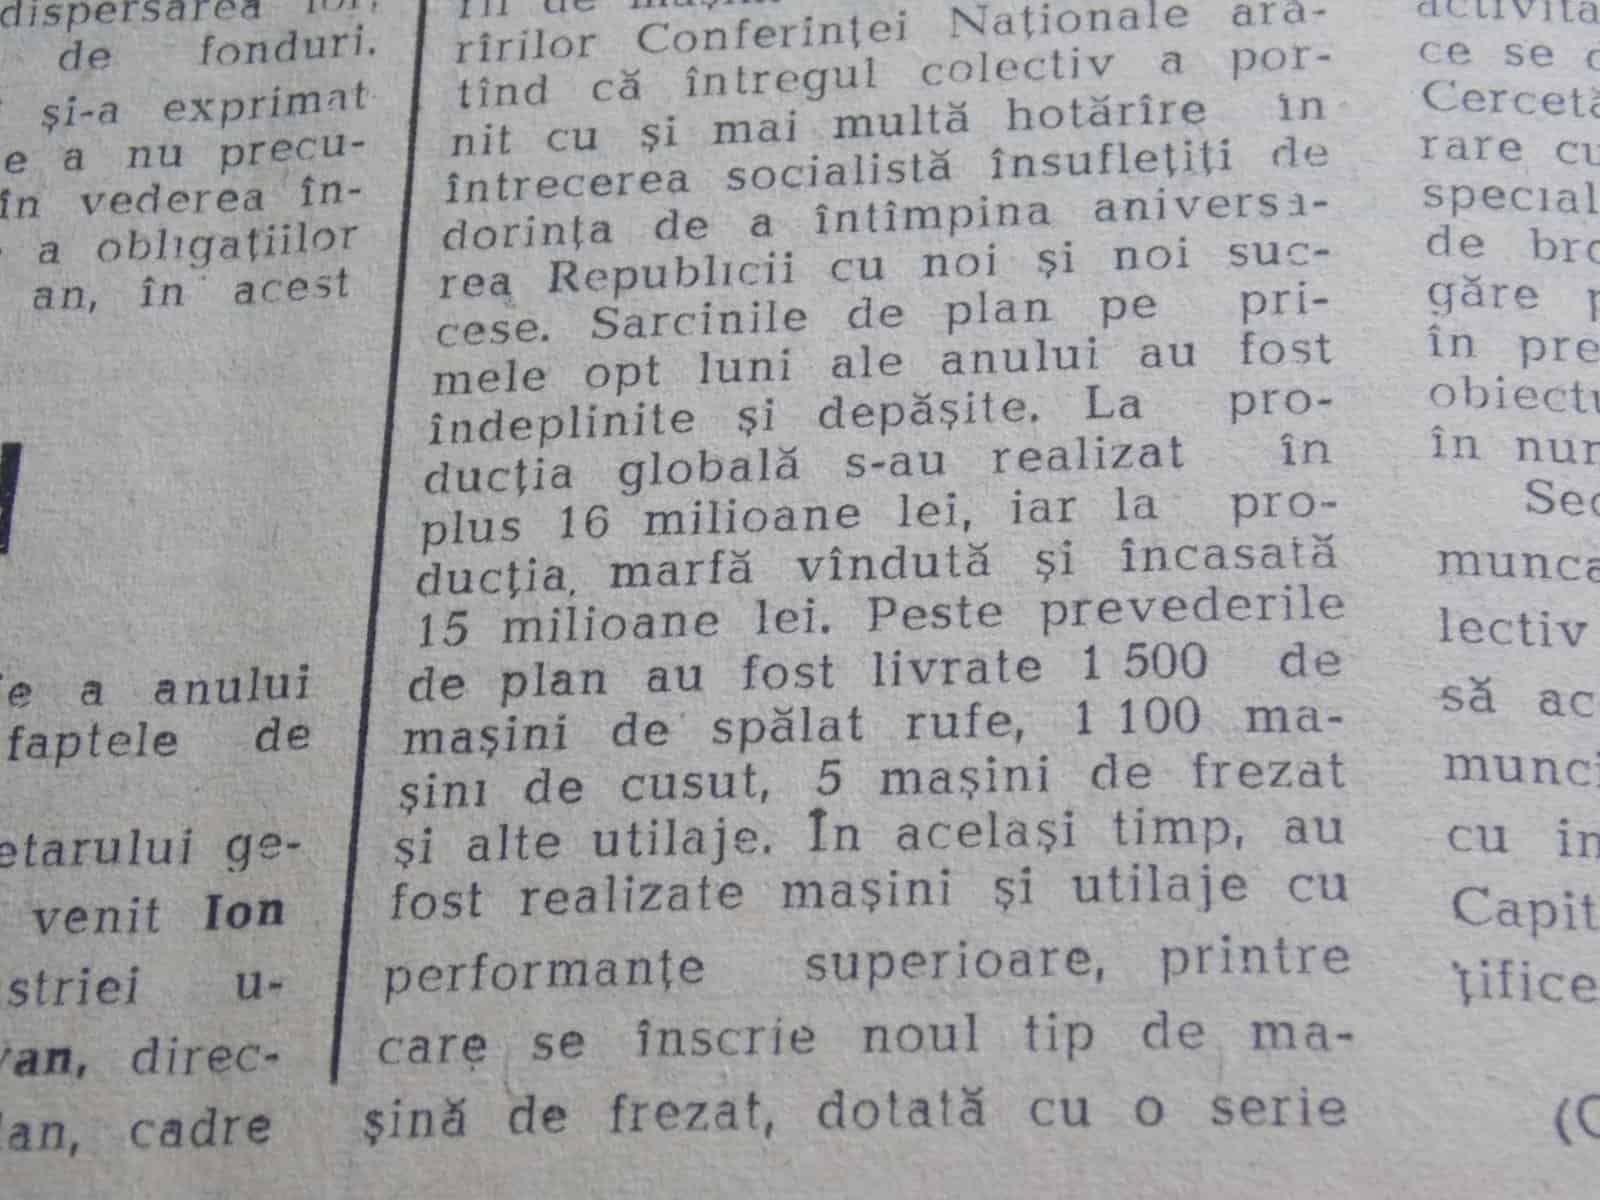 dispersarea
de fonduri.
și-a exprimat
e a nu precu-
în vederea în-
a obligațiilor
an, în acest
e a anului
faptele de
etarului ge-
venit Ion
striei u-
van, direc-
lan, cadre
rîrilor Conferinței Naționale ară-
tînd că întregul colectiv a por-
nit cu și mai multă hotărîre în
întrecerea socialistă însuflețiți de
dorința de a întîmpina aniversa-
rea Republicii cu noi și noi suc-
cese. Sarcinile de plan pe pri-
mele opt luni ale anului au fost
îndeplinite și depășite. La pro-
ducția globală s-au realizat în
plus 16 milioane lei, iar la pro-
ducția, marfă vîndută și încasată
15 milioane lei. Peste prevederile
de plan au fost livrate 1 500 de
mașini de spălat rufe, 1 100 ma-
șini de cusut, 5 mașini de frezat
și alte utilaje. În același timp, au
fost realizate mașini și utilaje cu
performanțe superioare, printre
care se înscrie noul tip de ma-
șină de frezat, dotată cu o serie
activita
ce se
Cercetă
rare cu
special
de bro
găre p
în pre
obiectu
în num
Sec
munca
lectiv
să ac
munci
cu in
Capit
țifice
(C